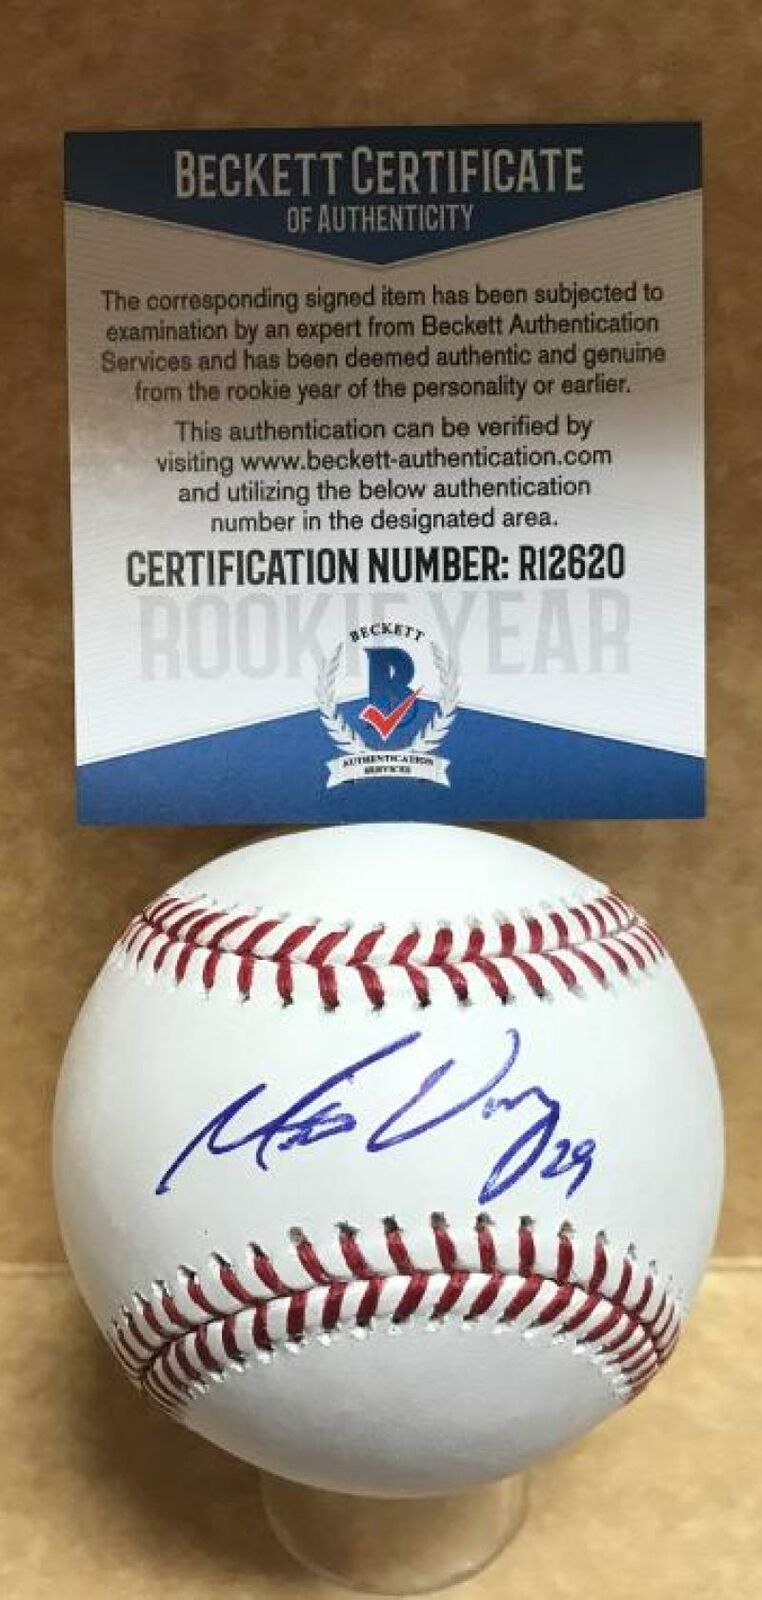 BECKETT CERTIFICATE
OF AUTHENTICITY
The corresponding signed item has been subjected to
examination by an expert from Beckett Authentication
Services and has been deemed authentic and genuine
from the rookie year of the personality or earlier.
This authentication can be verified by
visiting www.beckett-authentication.com
and utilizing the below authentication
number in the designated area.
CERTIFICATION NUMBER: R12620
ROOKIE YEAR
BECKETT
B
AUTHENTICATION
SERVICES
29